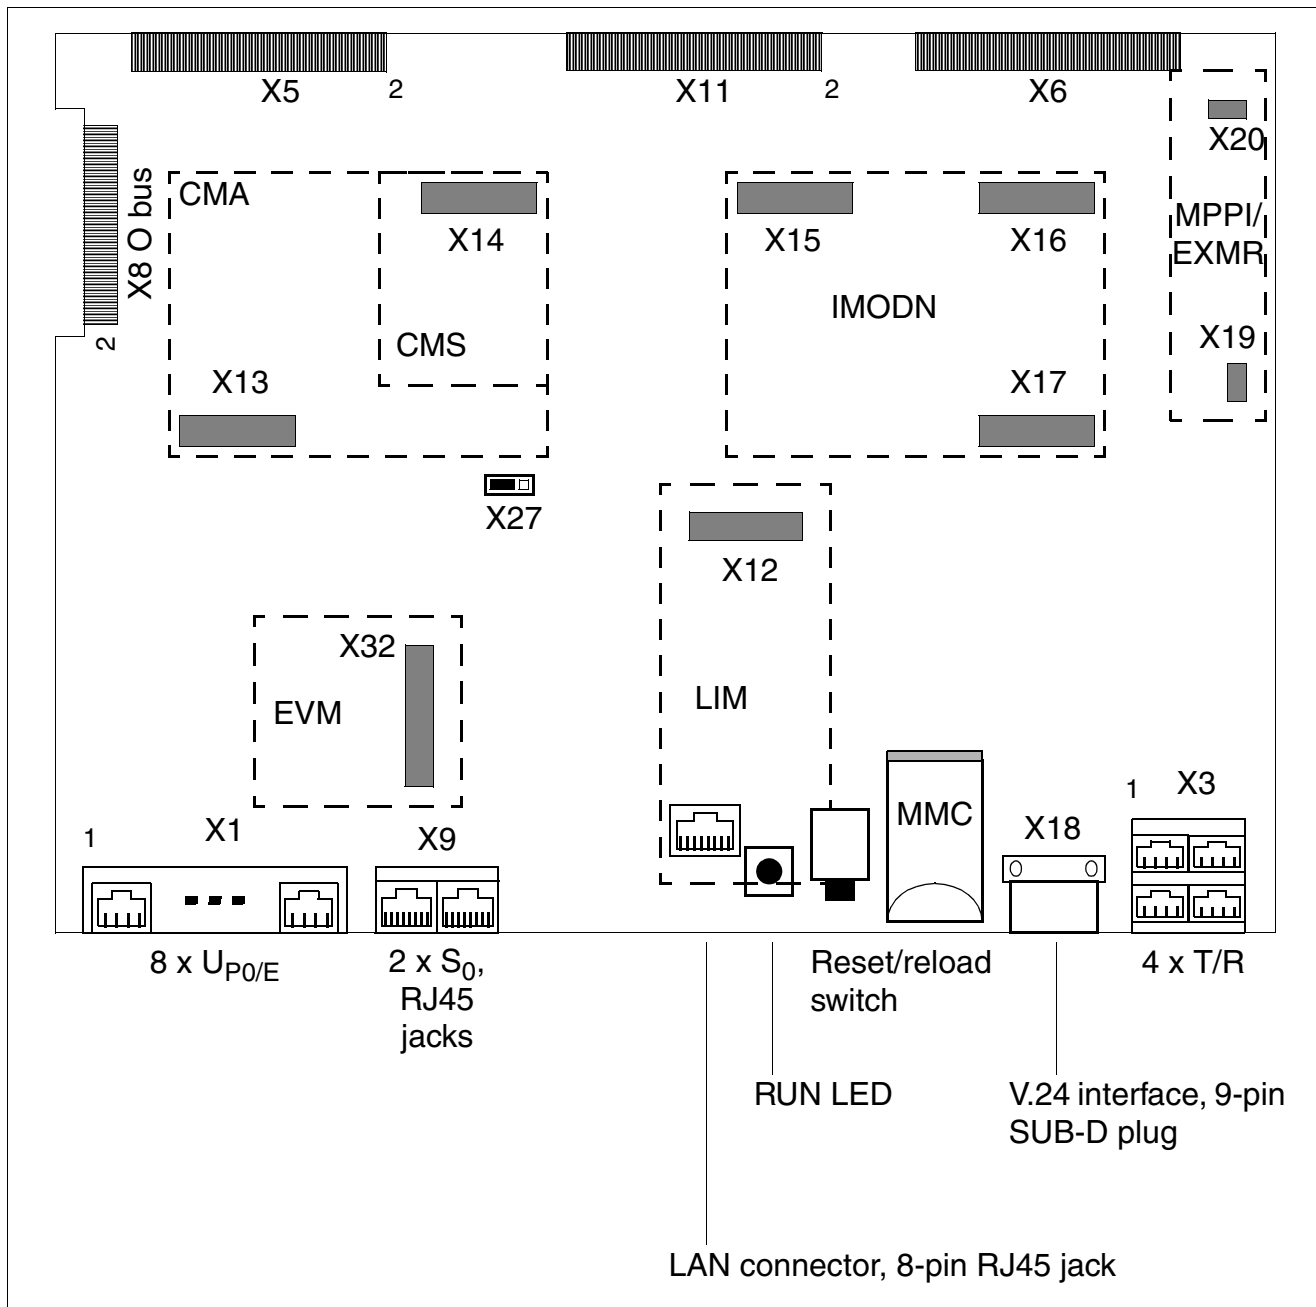 X5 2
X11 2
X6
X20
X8 O bus
2
CMA
X14
CMS
X13
X15
X16
IMODN
X17
MPPI/
EXMR
X19
X27
X12
LIM
X32
EVM
1 X1
X9
MMC
X18
1 X3
8 x UP0/E
2 x S0,
RJ45
jacks
Reset/reload
switch
4 x T/R
RUN LED
V.24 interface, 9-pin
SUB-D plug
LAN connector, 8-pin RJ45 jack